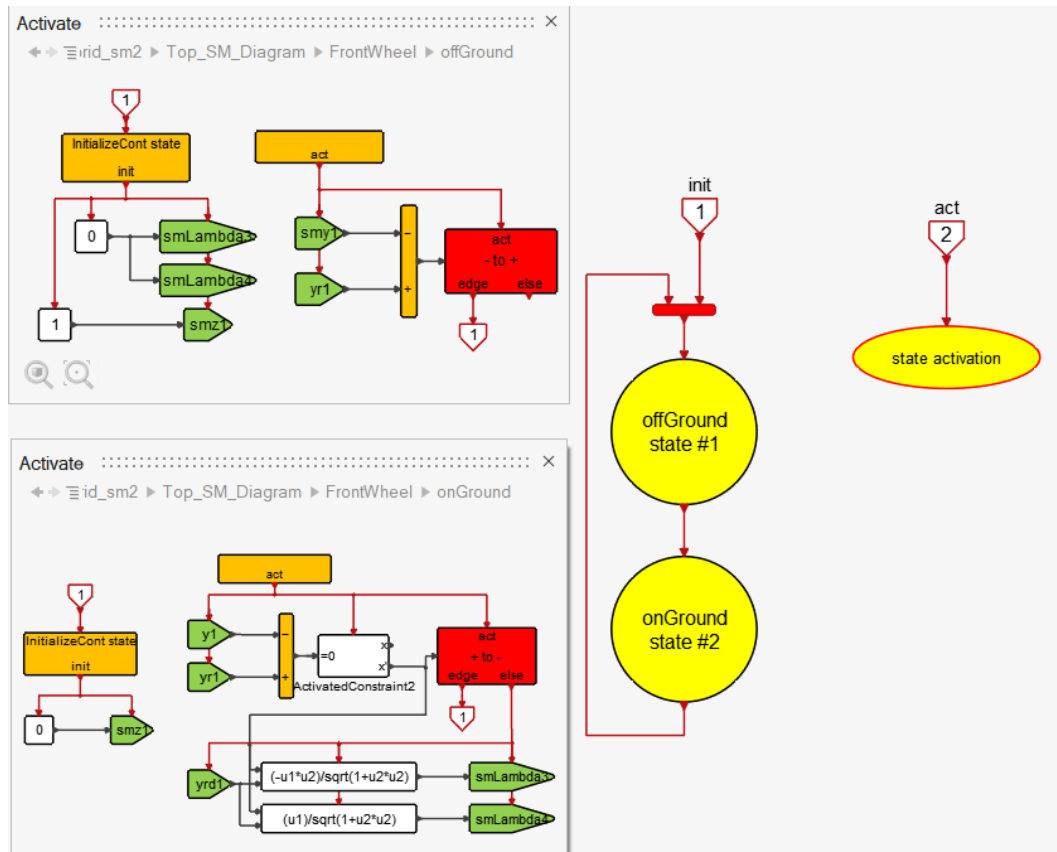 Activate
rid_sm2 Top_SM_Diagram FrontWheel offGround
1
InitializeCont state
init
act
0
smLambda3
smLambda4
1
smz1
smy1
yr1
-
+
act
- to +
edge else
1
Activate
id_sm2 Top_SM_Diagram FrontWheel onGround
1
InitializeCont state
init
0
smz1
act
y1
yr1
-
+
=0
x
x'
ActivatedConstraint2
act
+ to -
edge else
1
yrd1
(-u1*u2)/sqrt(1+u2*u2)
smLambda3
(u1)/sqrt(1+u2*u2)
smLambda4
init
1
act
2
offGround
state #1
state activation
onGround
state #2